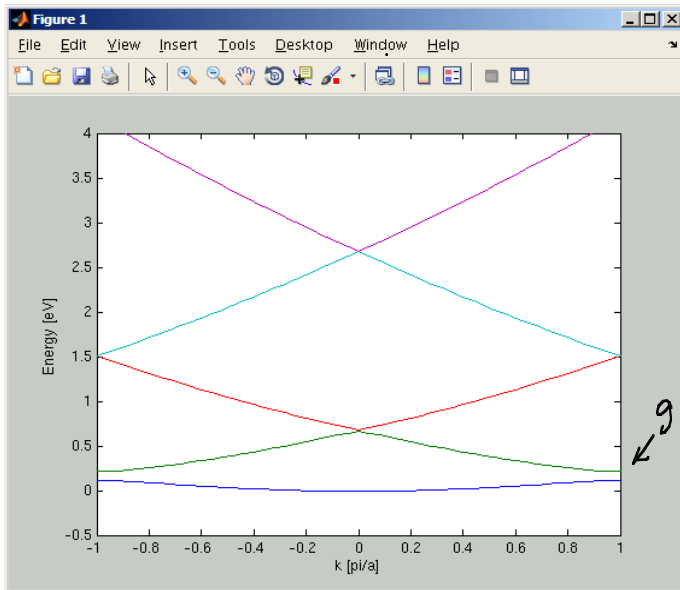 Figure 1
File Edit View Insert Tools Desktop Window Help
4
3.5
3
2.5
2
1.5
1
0.5
0
-0.5
Energy [eV]
-1 -0.8 -0.6 -0.4 -0.2 0 0.2 0.4 0.6 0.8 1
k [pi/a]
g